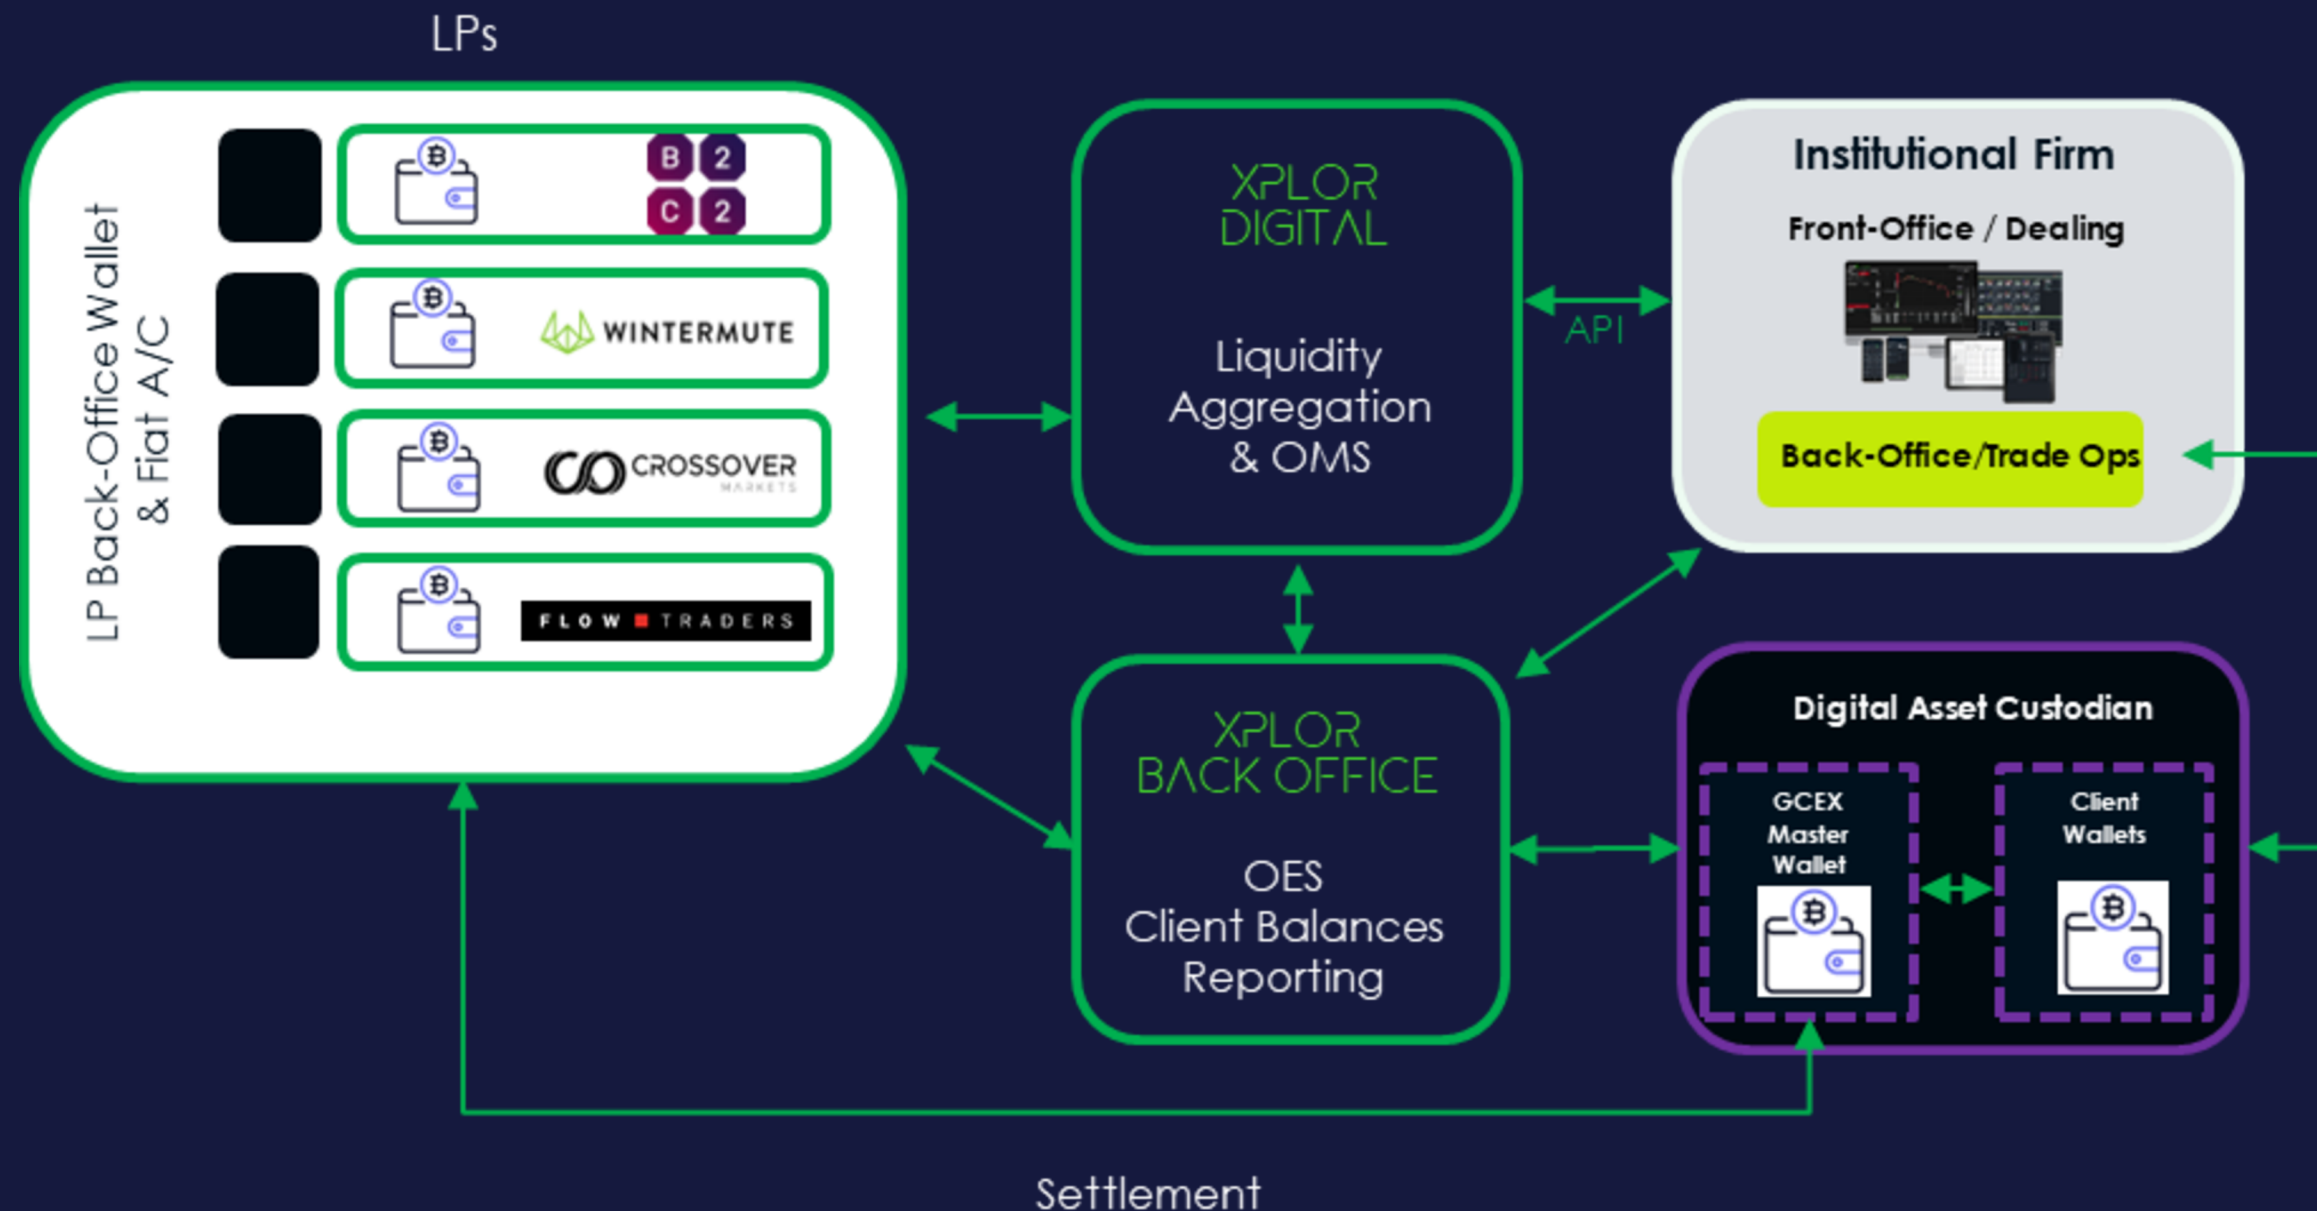 LPs
LP Back-Office Wallet
& Fiat A/C
B 2
C 2
WINTERMUTE
CROSSOVER
MARKETS
FLOW TRADERS
XPLOR
DIGITAL
Liquidity
Aggregation
& OMS
API
Institutional Firm
Front-Office / Dealing
Back-Office/Trade Ops
XPLOR
BACK OFFICE
OES
Client Balances
Reporting
Digital Asset Custodian
GCEX
Master
Wallet
Client
Wallets
Settlement